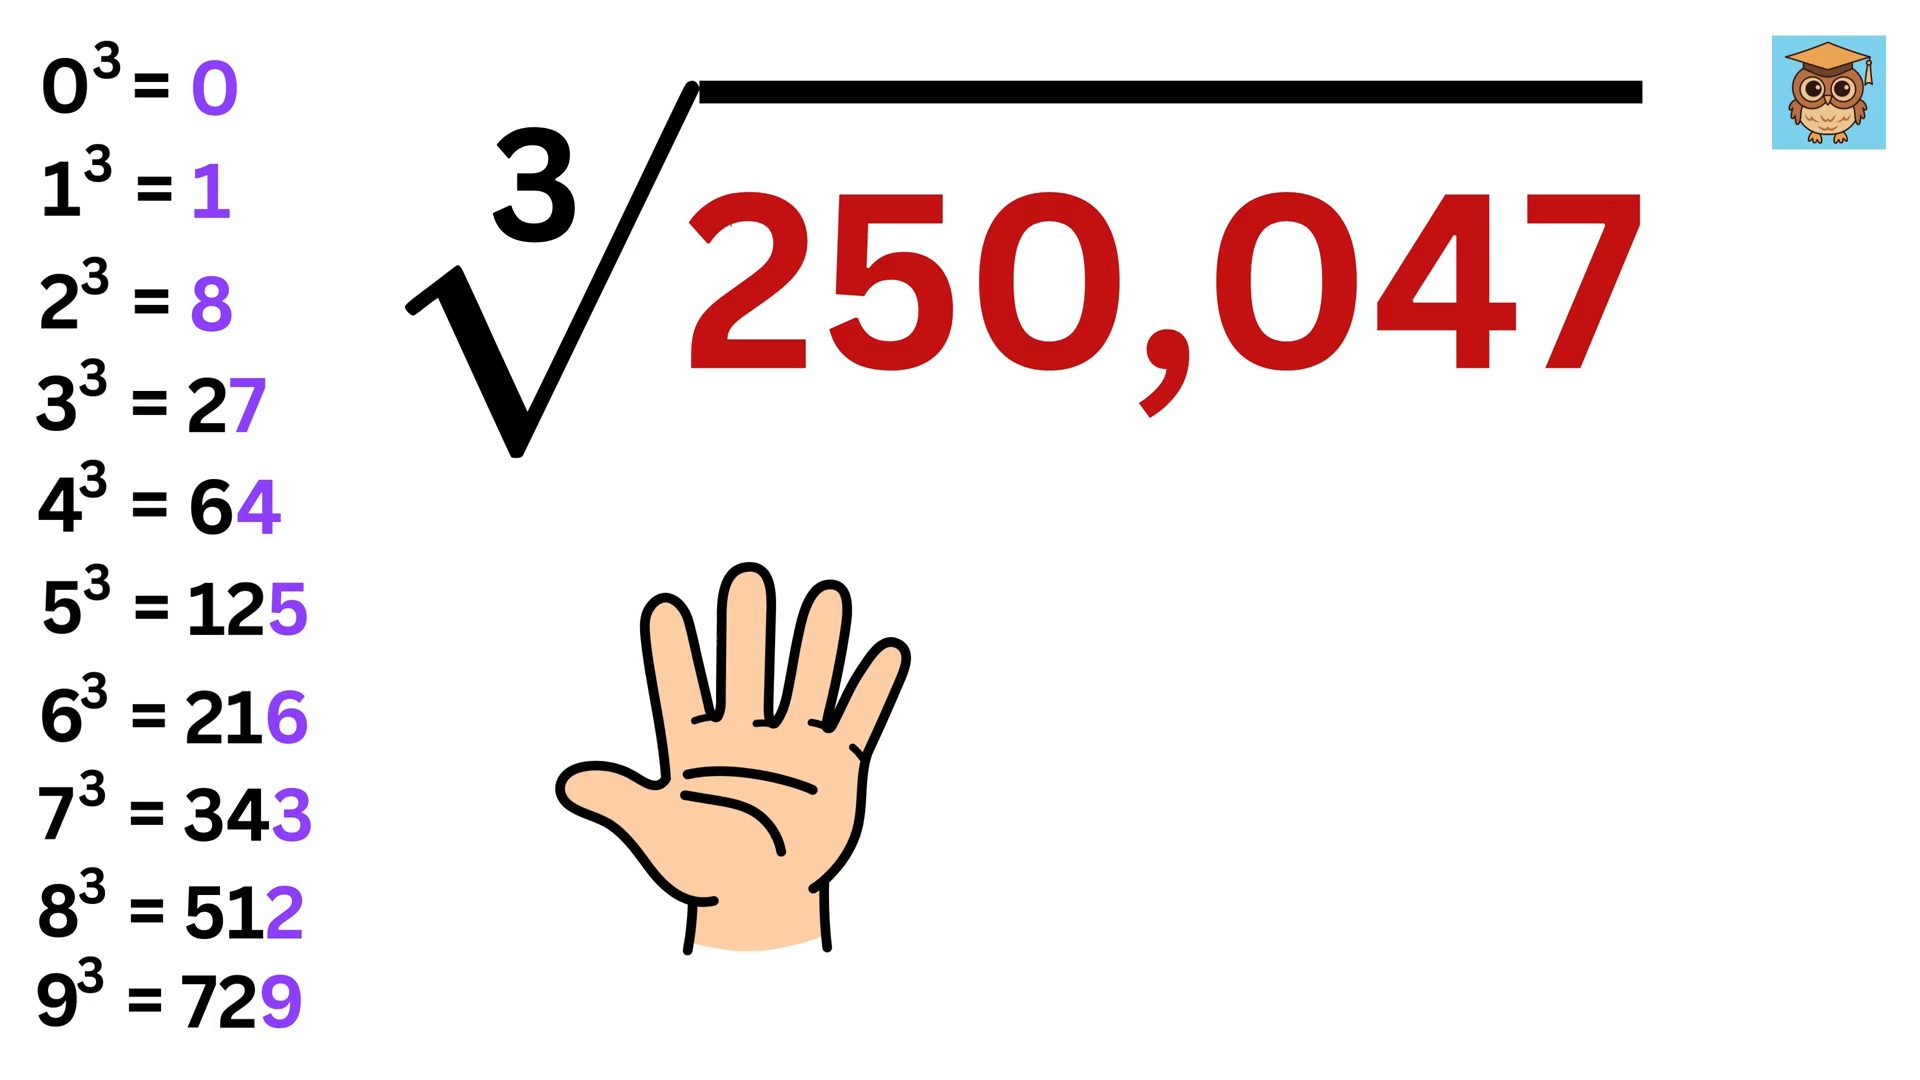 0³ = 0
1³ = 1
2³ = 8
3³ = 27
4³ = 64
5³ = 125
6³ = 216
7³ = 343
8³ = 512
9³ = 729
3
√250,047